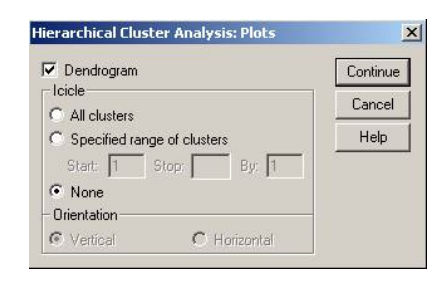 Hierarchical Cluster Analysis: Plots
Dendrogram
Continue
Icicle
All clusters
Cancel
Specified range of clusters
Help
Start: 1 Stop: By: 1
None
Orientation
Vertical Horizontal